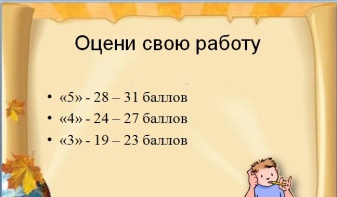 Оцени свою работу
• «5» - 28 – 31 баллов
• «4» - 24 – 27 баллов
• «3» - 19 – 23 баллов